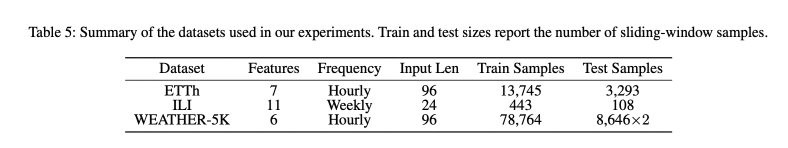 Table 5: Summary of the datasets used in our experiments. Train and test sizes report the number of sliding-window samples.
Dataset Features Frequency Input Len Train Samples Test Samples
ETTh 7 Hourly 96 13,745 3,293
ILI 11 Weekly 24 443 108
WEATHER-5K 6 Hourly 96 78,764 8,646×2